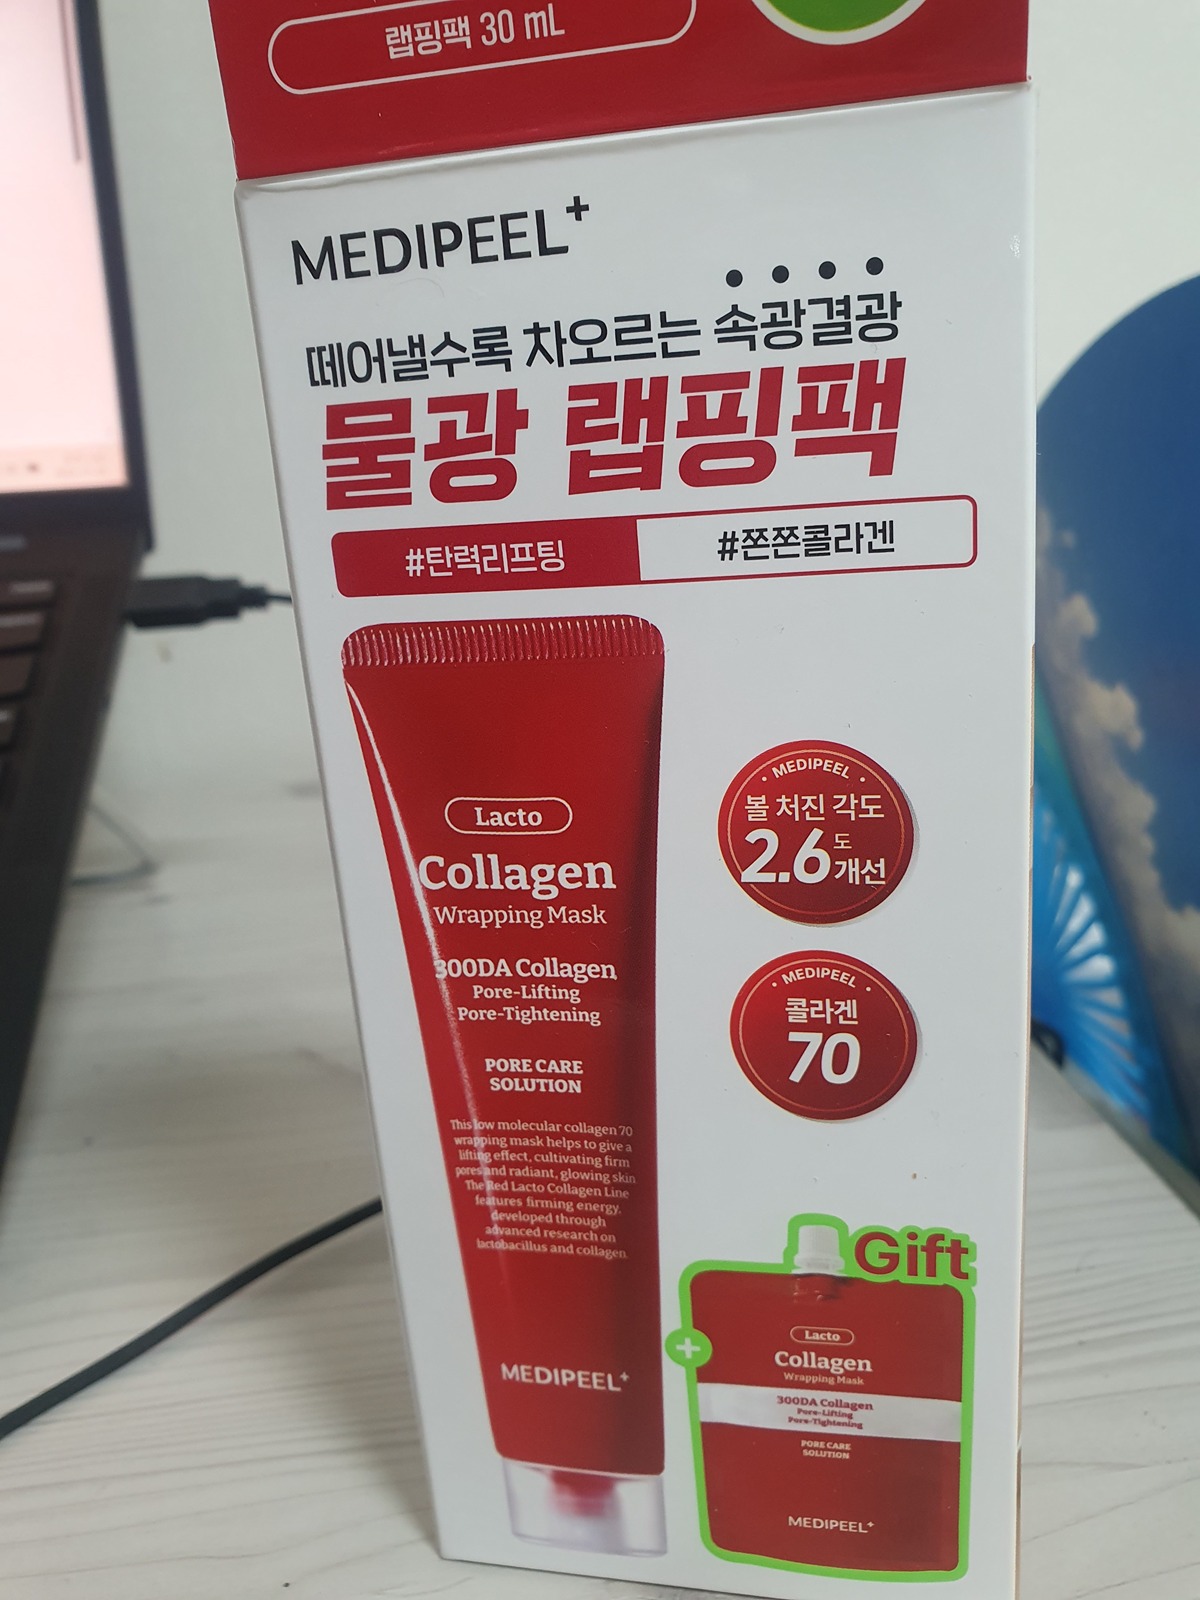 랩핑팩 30 mL
MEDIPEEL+
떼어낼수록 차오르는 속광결광
물광 랩핑팩
#탄력리프팅 #쫀쫀콜라겐
Lacto
Collagen
Wrapping Mask
300DA Collagen
Pore-Lifting
Pore-Tightening
PORE CARE
SOLUTION
This low molecular collagen 70
wrapping mask helps to give a
lifting effect, cultivating firm
pores and radiant, glowing skin
The Red Lacto Collagen Line
features firming energy,
developed through
advanced research on
lactobacillus and collagen.
MEDIPEEL+
MEDIPEEL
볼 처진 각도
2.6도 개선
MEDIPEEL
콜라겐
70
Gift
+
Lacto
Collagen
Wrapping Mask
300DA Collagen
Pore-Lifting
Pore-Tightening
PORE CARE
SOLUTION
MEDIPEEL+